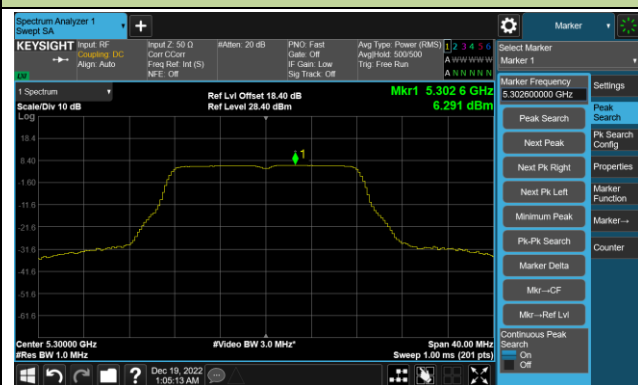 Spectrum Analyzer 1
Swept SA
+
Marker
KEYSIGHT
Input: RF
Coupling: DC
Align: Auto
Input Z: 50 Ω
Corr CCorr
Freq Ref: Int (S)
NFE: Off
#Atten: 20 dB
PNO: Fast
Gate: Off
IF Gain: Low
Sig Track: Off
Avg Type: Power (RMS)
Avg|Hold: 500/500
Trig: Free Run
1 2 3 4 5 6
A W W W W W
A N N N N N
Select Marker
Marker 1
1 Spectrum
Scale/Div 10 dB
Log
Ref Lvl Offset 18.40 dB
Ref Level 28.40 dBm
Mkr1 5.302 6 GHz
6.291 dBm
18.4
8.40
-1.60
-11.6
-21.6
-31.6
-41.6
-51.6
-61.6
1
Center 5.30000 GHz
#Res BW 1.0 MHz
#Video BW 3.0 MHz*
Span 40.00 MHz
Sweep 1.00 ms (201 pts)
Marker Frequency
5.302600000 GHz
Peak Search
Next Peak
Next Pk Right
Next Pk Left
Minimum Peak
Pk-Pk Search
Marker Delta
Mkr→CF
Mkr→Ref Lvl
Continuous Peak
Search
On
Off
Settings
Peak
Search
Pk Search
Config
Properties
Marker
Function
Marker→
Counter
?
Dec 19, 2022
1:05:13 AM